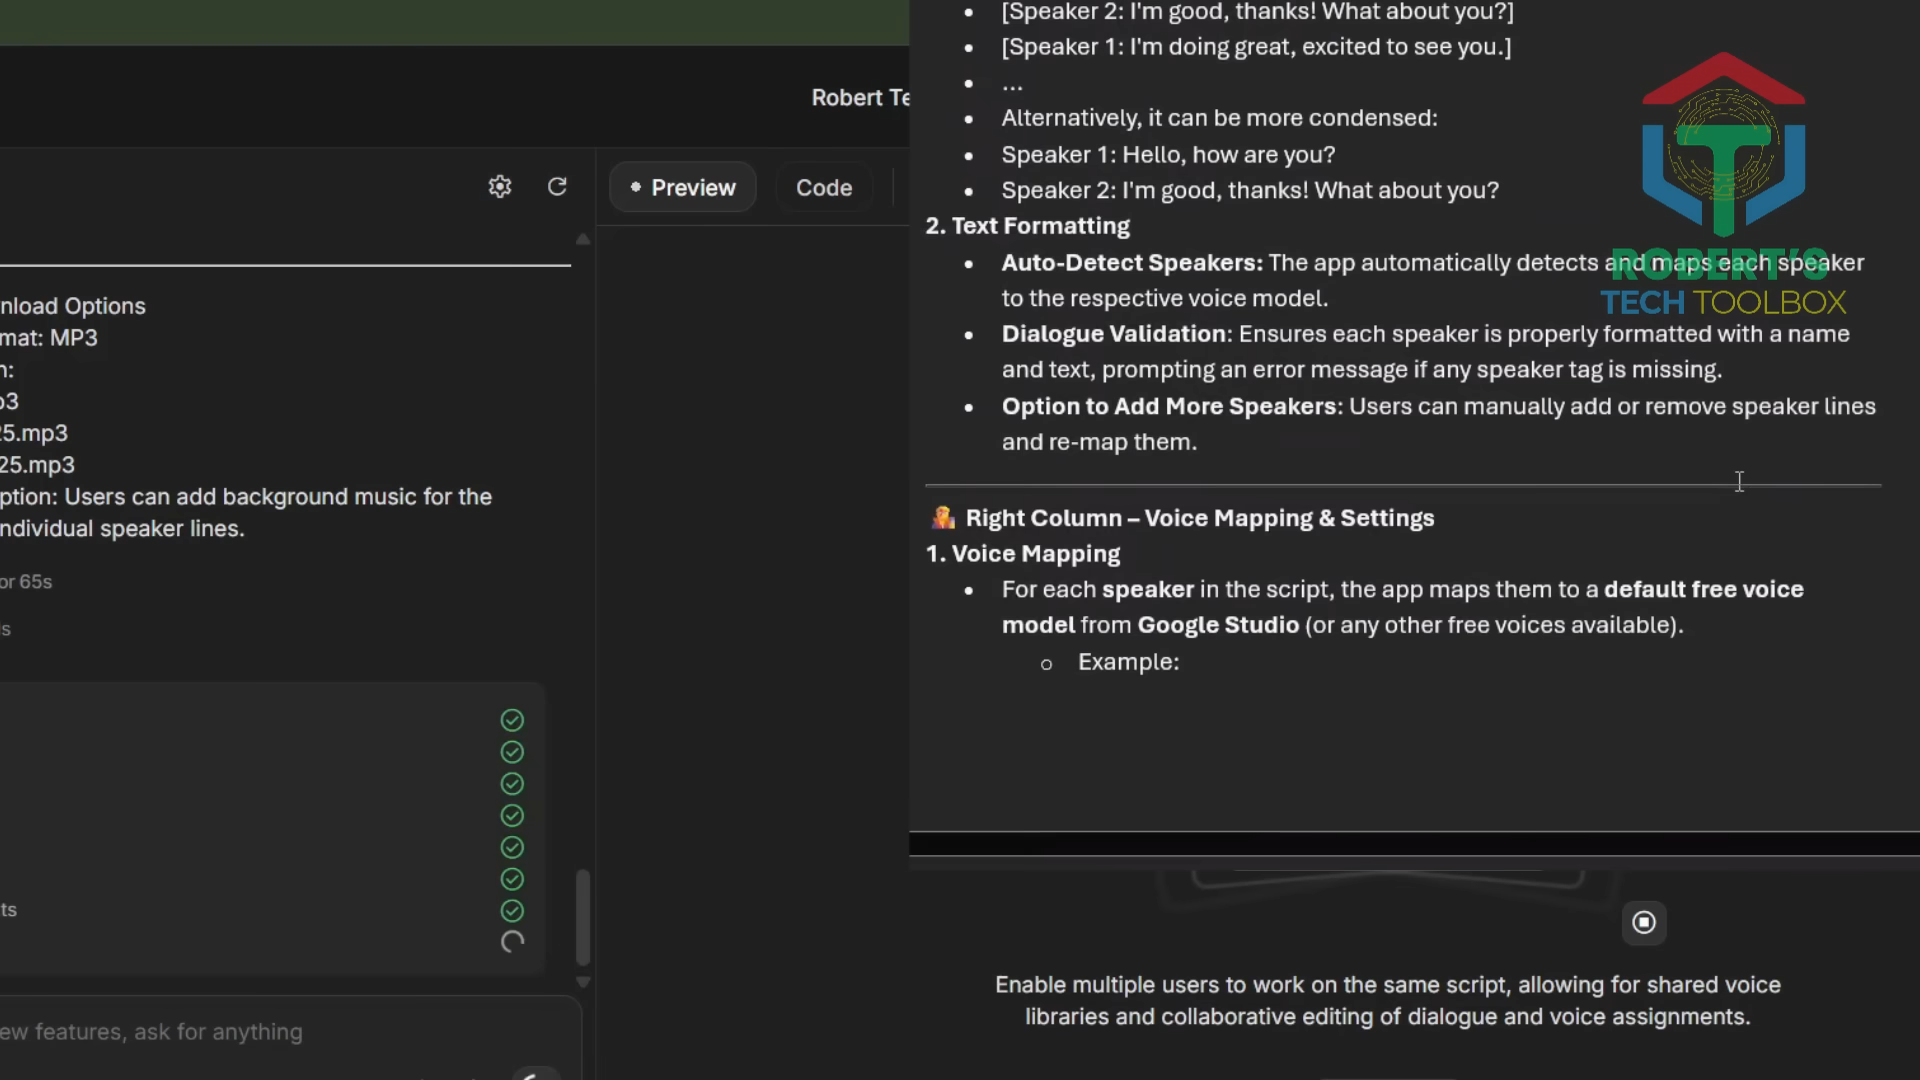 Robert Te
Preview
Code
nload Options
mat: MP3
n:
o3
25.mp3
25.mp3
ption: Users can add background music for the
ndividual speaker lines.
or 65s
ls
ts
ew features, ask for anything
[Speaker 2: I'm good, thanks! What about you?]
[Speaker 1: I'm doing great, excited to see you.]
...
Alternatively, it can be more condensed:
Speaker 1: Hello, how are you?
Speaker 2: I'm good, thanks! What about you?
2. Text Formatting
Auto-Detect Speakers: The app automatically detects and maps each speaker
to the respective voice model.
Dialogue Validation: Ensures each speaker is properly formatted with a name
and text, prompting an error message if any speaker tag is missing.
Option to Add More Speakers: Users can manually add or remove speaker lines
and re-map them.
Right Column – Voice Mapping & Settings
1. Voice Mapping
For each speaker in the script, the app maps them to a default free voice
model from Google Studio (or any other free voices available).
Example:
ROBERT'S
TECH TOOLBOX
Enable multiple users to work on the same script, allowing for shared voice
libraries and collaborative editing of dialogue and voice assignments.